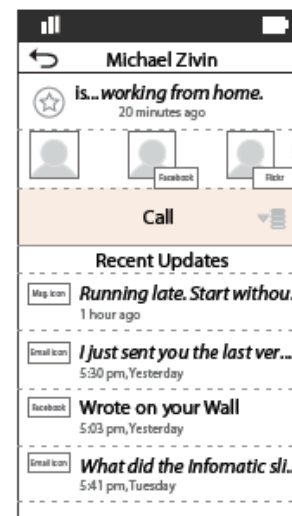 Michael Zivin
is...working from home.
20 minutes ago
Facebook
Flickr
Call
Recent Updates
Msg. icon
Running late. Start withou.
1 hour ago
Email icon
I just sent you the last ver...
5:30 pm, Yesterday
Facebook
Wrote on your Wall
5:03 pm, Yesterday
Email icon
What did the Infomatic sli..
5:41 pm, Tuesday